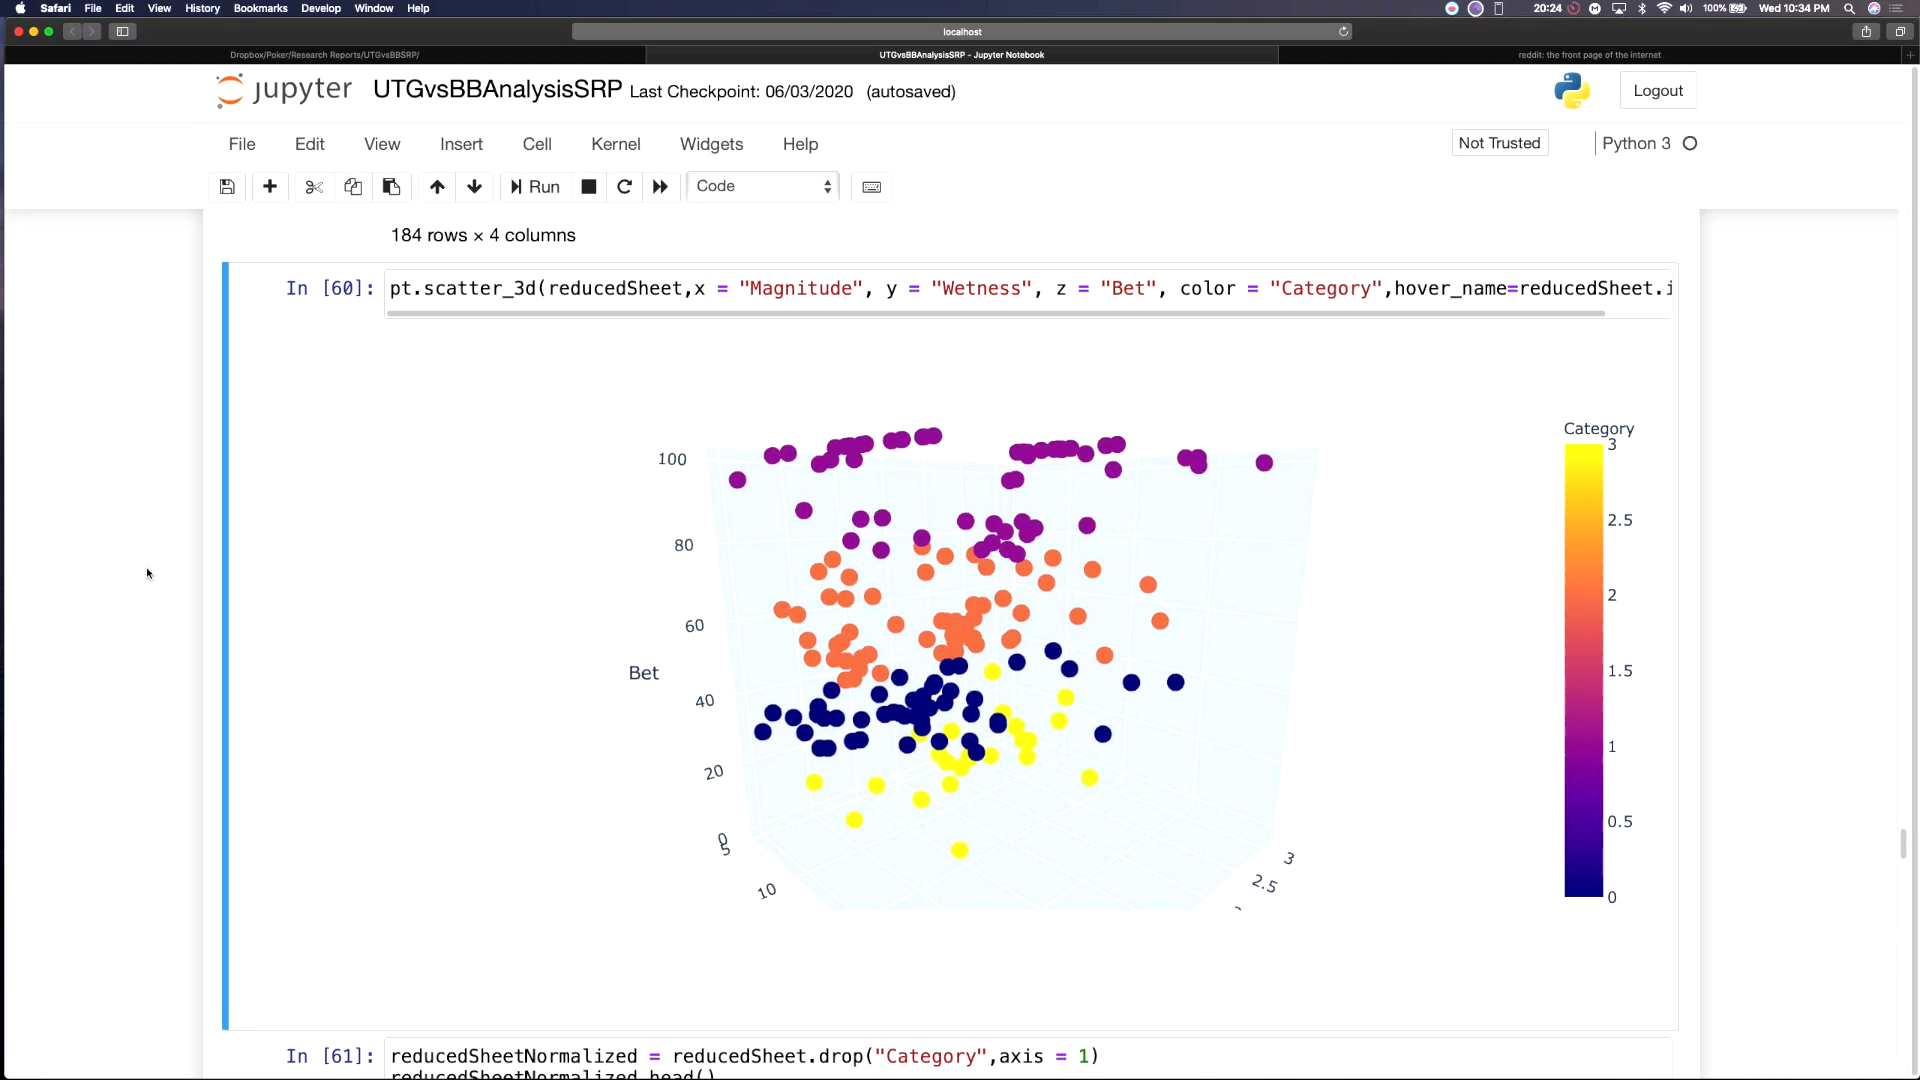 Safari File Edit View History Bookmarks Develop Window Help 20:24 100% Wed 10:34 PM
localhost
Dropbox/Poker/Research Reports/UTGvsBBSRP/ UTGvsBBAnalysisSRP - Jupyter Notebook reddit: the front page of the internet
jupyter UTGvsBBAnalysisSRP Last Checkpoint: 06/03/2020 (autosaved) Logout
File Edit View Insert Cell Kernel Widgets Help Not Trusted Python 3
Run Code
184 rows × 4 columns
In [60]: pt.scatter_3d(reducedSheet,x = "Magnitude", y = "Wetness", z = "Bet", color = "Category",hover_name=reducedSheet.i
Category
3
100
2.5
80
2
60
Bet
1.5
40
1
20
0.5
0
5
3
2.5
10
0
In [61]: reducedSheetNormalized = reducedSheet.drop("Category",axis = 1)
reducedSheetNormalized.head()